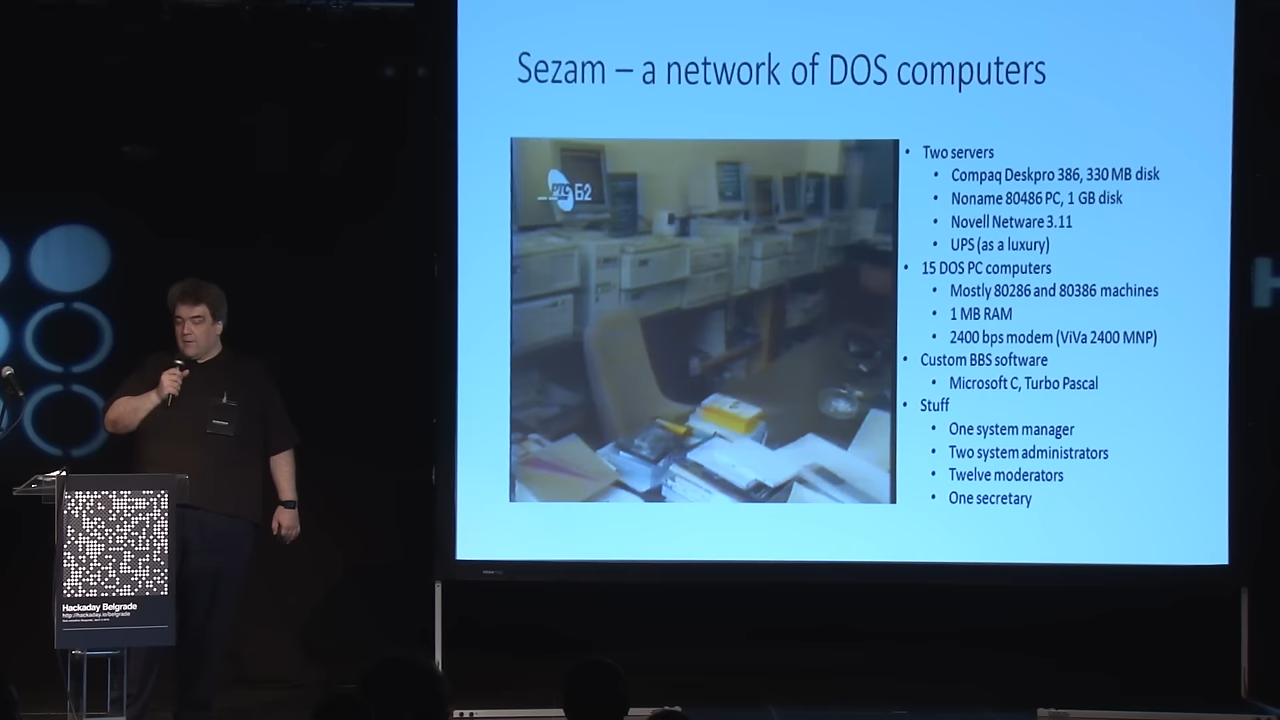 Sezam – a network of DOS computers
РТС Б2
• Two servers
• Compaq Deskpro 386, 330 MB disk
• Noname 80486 PC, 1 GB disk
• Novell Netware 3.11
• UPS (as a luxury)
• 15 DOS PC computers
• Mostly 80286 and 80386 machines
• 1 MB RAM
• 2400 bps modem (ViVa 2400 MNP)
• Custom BBS software
• Microsoft C, Turbo Pascal
• Stuff
• One system manager
• Two system administrators
• Twelve moderators
• One secretary
Hackaday Belgrade
http://hackaday.io/belgrade